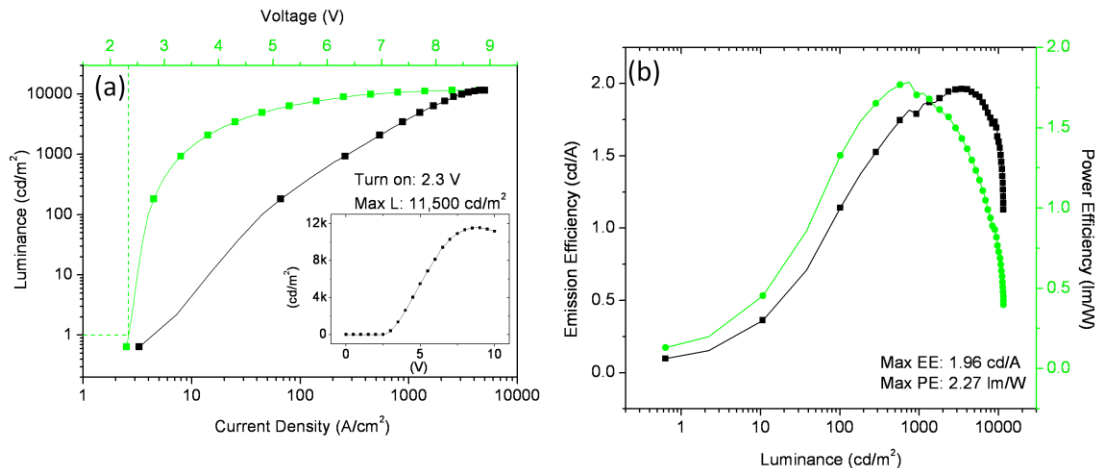 Voltage (V)
2 3 4 5 6 7 8 9
(a)
Luminance (cd/m²)
10000
1000
100
10
1
Turn on: 2.3 V
Max L: 11,500 cd/m²
(cd/m²)
12k
8k
4k
0
0 5 10
(V)
1 10 100 1000 10000
Current Density (A/cm²)
(b)
Emission Efficiency (cd/A)
2.0
1.5
1.0
0.5
0.0
Power Efficiency (lm/W)
2.0
1.5
1.0
0.5
0.0
Max EE: 1.96 cd/A
Max PE: 2.27 lm/W
1 10 100 1000 10000
Luminance (cd/m²)